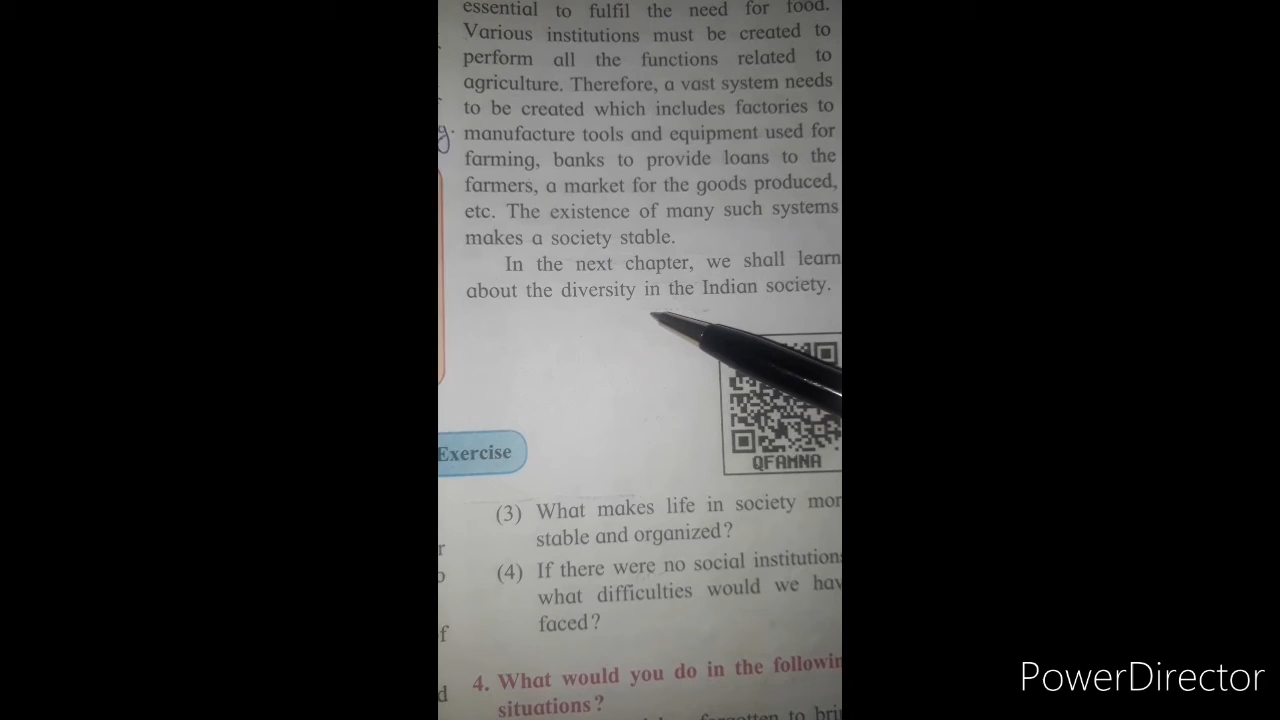 essential to fulfil the need for food.
Various institutions must be created to
perform all the functions related to
agriculture. Therefore, a vast system needs
to be created which includes factories to
manufacture tools and equipment used for
farming, banks to provide loans to the
farmers, a market for the goods produced,
etc. The existence of many such systems
makes a society stable.
In the next chapter, we shall learn
about the diversity in the Indian society.
QFAMNA
Exercise
(3) What makes life in society mor
stable and organized?
(4) If there were no social institution
what difficulties would we hav
faced?
4. What would you do in the followin
situations?
forgotten to bri
PowerDirector